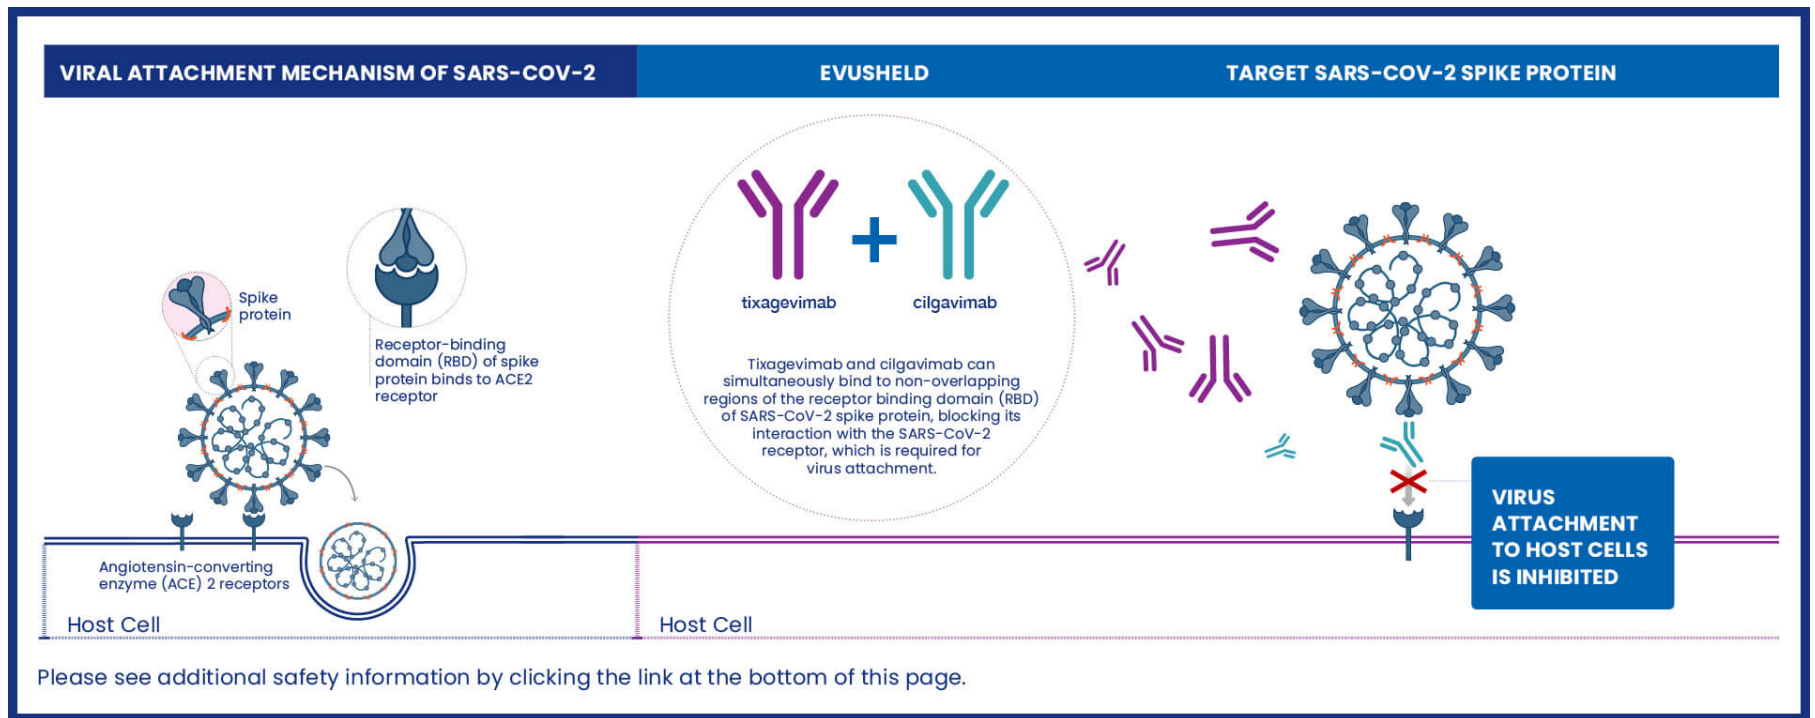 VIRAL ATTACHMENT MECHANISM OF SARS-COV-2
EVUSHELD
TARGET SARS-COV-2 SPIKE PROTEIN
Spike
protein
Receptor-binding
domain (RBD) of spike
protein binds to ACE2
receptor
Angiotensin-converting
enzyme (ACE) 2 receptors
Host Cell
tixagevimab
cilgavimab
Tixagevimab and cilgavimab can
simultaneously bind to non-overlapping
regions of the receptor binding domain (RBD)
of SARS-CoV-2 spike protein, blocking its
interaction with the SARS-CoV-2
receptor, which is required for
virus attachment.
Host Cell
VIRUS
ATTACHMENT
TO HOST CELLS
IS INHIBITED
Please see additional safety information by clicking the link at the bottom of this page.